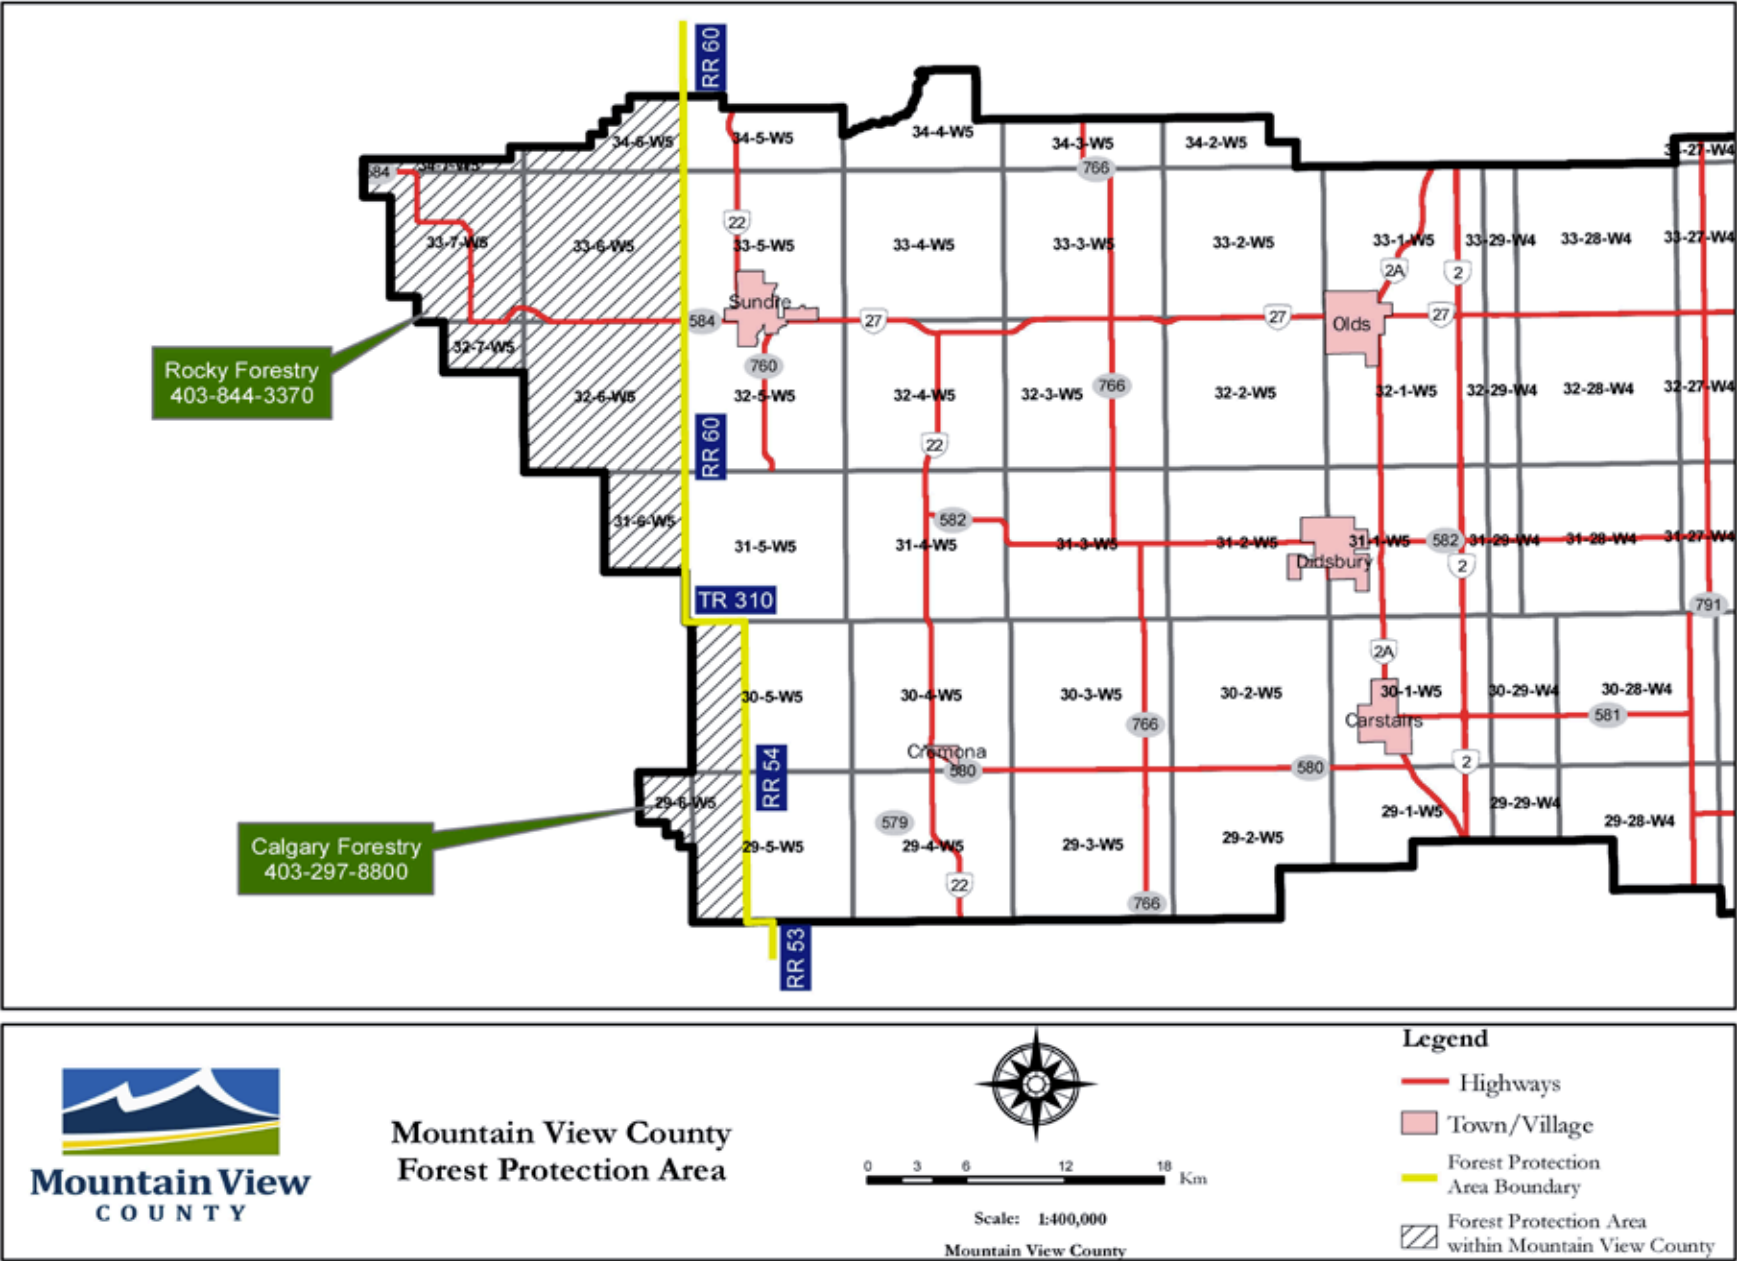 RR 60
34-6-W5
34-5-W5
34-4-W5
34-3-W5
34-2-W5
34-27-W4
584
34-7-W5
766
22
33-7-W5
33-6-W5
33-5-W5
33-4-W5
33-3-W5
33-2-W5
33-1-W5
33-29-W4
33-28-W4
33-27-W4
2A
2
Sundre
584
27
27
Olds
27
32-7-W5
Rocky Forestry
403-844-3370
760
766
32-6-W5
32-5-W5
32-4-W5
32-3-W5
32-2-W5
32-1-W5
32-29-W4
32-28-W4
32-27-W4
RR 60
22
31-6-W5
582
31-5-W5
31-4-W5
31-3-W5
31-2-W5
31-1-W5
582
31-29-W4
31-28-W4
31-27-W4
Didsbury
2
TR 310
791
2A
30-5-W5
30-4-W5
30-3-W5
30-2-W5
30-1-W5
30-29-W4
30-28-W4
766
Carstairs
581
Cremona
580
580
2
RR 54
29-6-W5
579
29-5-W5
29-4-W5
29-3-W5
29-2-W5
29-1-W5
29-29-W4
29-28-W4
Calgary Forestry
403-297-8800
22
766
RR 53
Mountain View
COUNTY
Mountain View County
Forest Protection Area
0 3 6 12 18
Km
Scale: 1:400,000
Mountain View County
Legend
Highways
Town/Village
Forest Protection
Area Boundary
Forest Protection Area
within Mountain View County